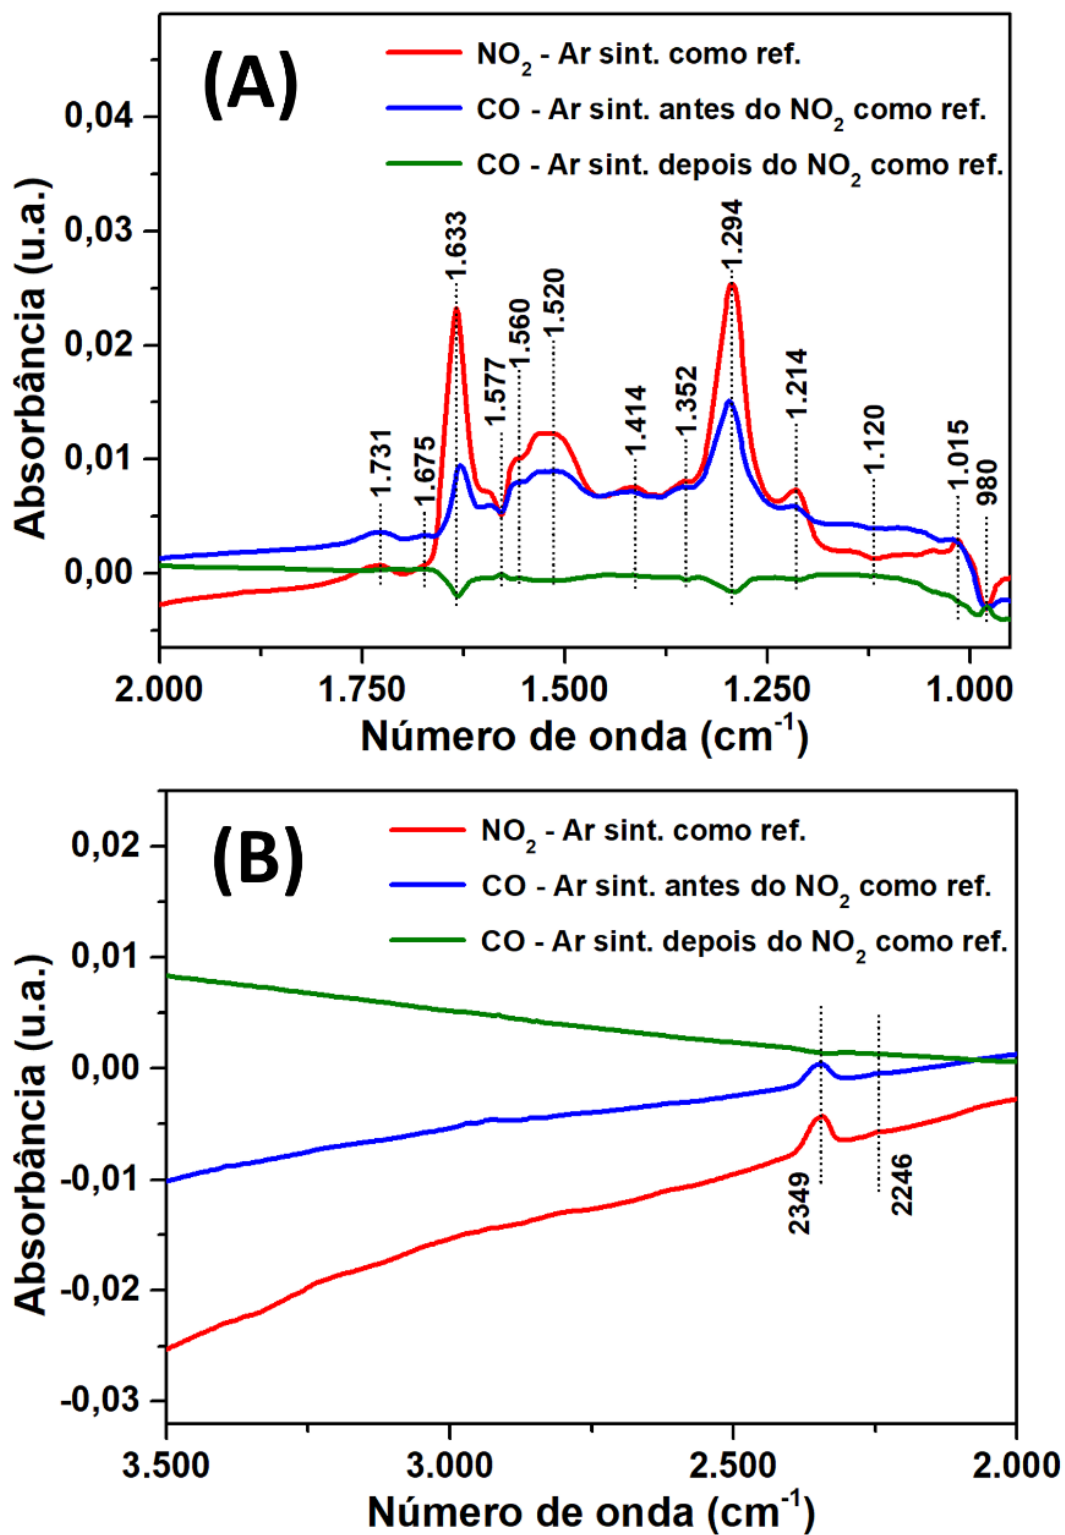 (A)
NO2 - Ar sint. como ref.
CO - Ar sint. antes do NO2 como ref.
CO - Ar sint. depois do NO2 como ref.
Absorbância (u.a.)
0,04
0,03
0,02
0,01
0,00
1.731
1.675
1.633
1.577
1.560
1.520
1.414
1.352
1.294
1.214
1.120
1.015
980
2.000 1.750 1.500 1.250 1.000
Número de onda (cm-1)
(B)
NO2 - Ar sint. como ref.
CO - Ar sint. antes do NO2 como ref.
CO - Ar sint. depois do NO2 como ref.
Absorbância (u.a.)
0,02
0,01
0,00
-0,01
-0,02
-0,03
2349
2246
3.500 3.000 2.500 2.000
Número de onda (cm-1)